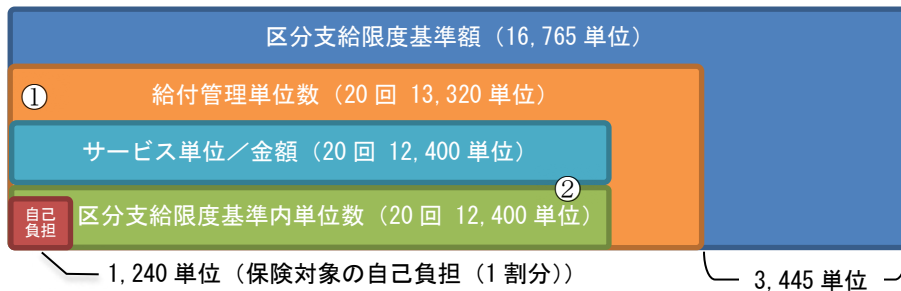 区分支給限度基準額（16,765 単位）
① 給付管理単位数（20 回 13,320 単位）
サービス単位／金額（20 回 12,400 単位）
②
自己
負担
区分支給限度基準内単位数（20 回 12,400 単位）
1,240 単位（保険対象の自己負担（1 割分））
3,445 単位